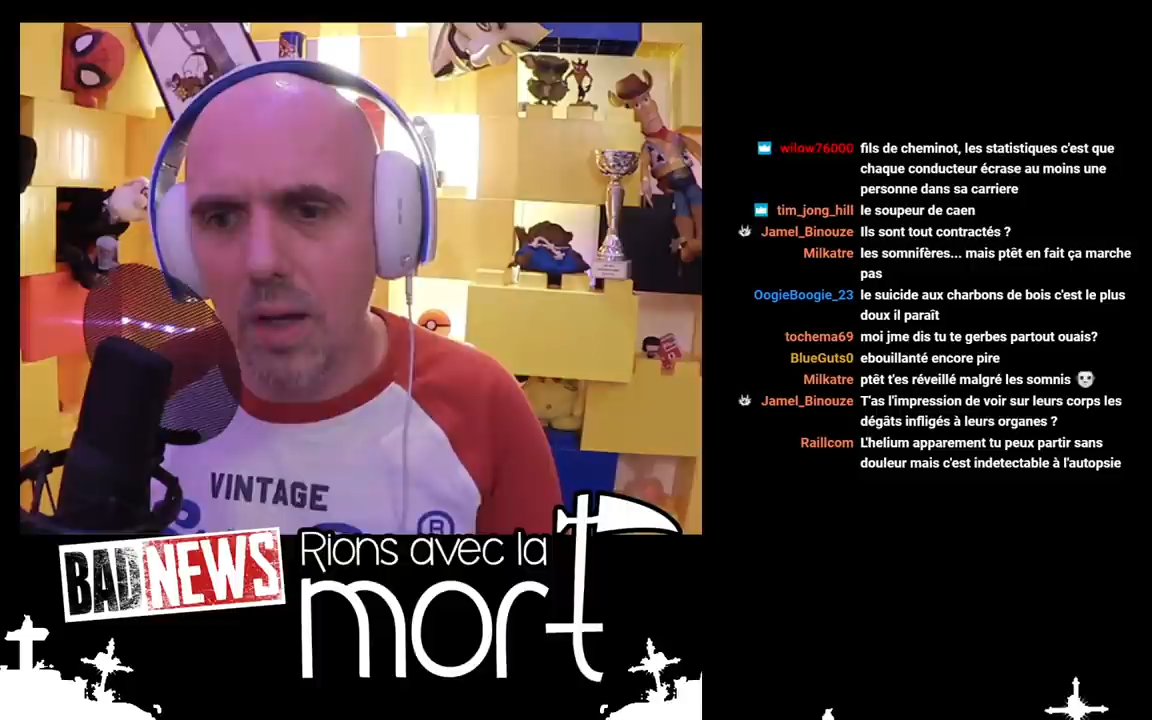 VINTAGE
R
BAD NEWS
Rions avec la
mort
wilow76000 fils de cheminot, les statistiques c'est que
chaque conducteur écrase au moins une
personne dans sa carriere
tim_jong_hill le soupeur de caen
Jamel_Binouze Ils sont tout contractés ?
Milkatre les somnifères... mais ptêt en fait ça marche
pas
OogieBoogie_23 le suicide aux charbons de bois c'est le plus
doux il paraît
tochema69 moi jme dis tu te gerbes partout ouais?
BlueGuts0 ebouillanté encore pire
Milkatre ptêt t'es réveillé malgré les somnis
Jamel_Binouze T'as l'impression de voir sur leurs corps les
dégâts infligés à leurs organes ?
Raillcom L'helium apparement tu peux partir sans
douleur mais c'est indetectable à l'autopsie